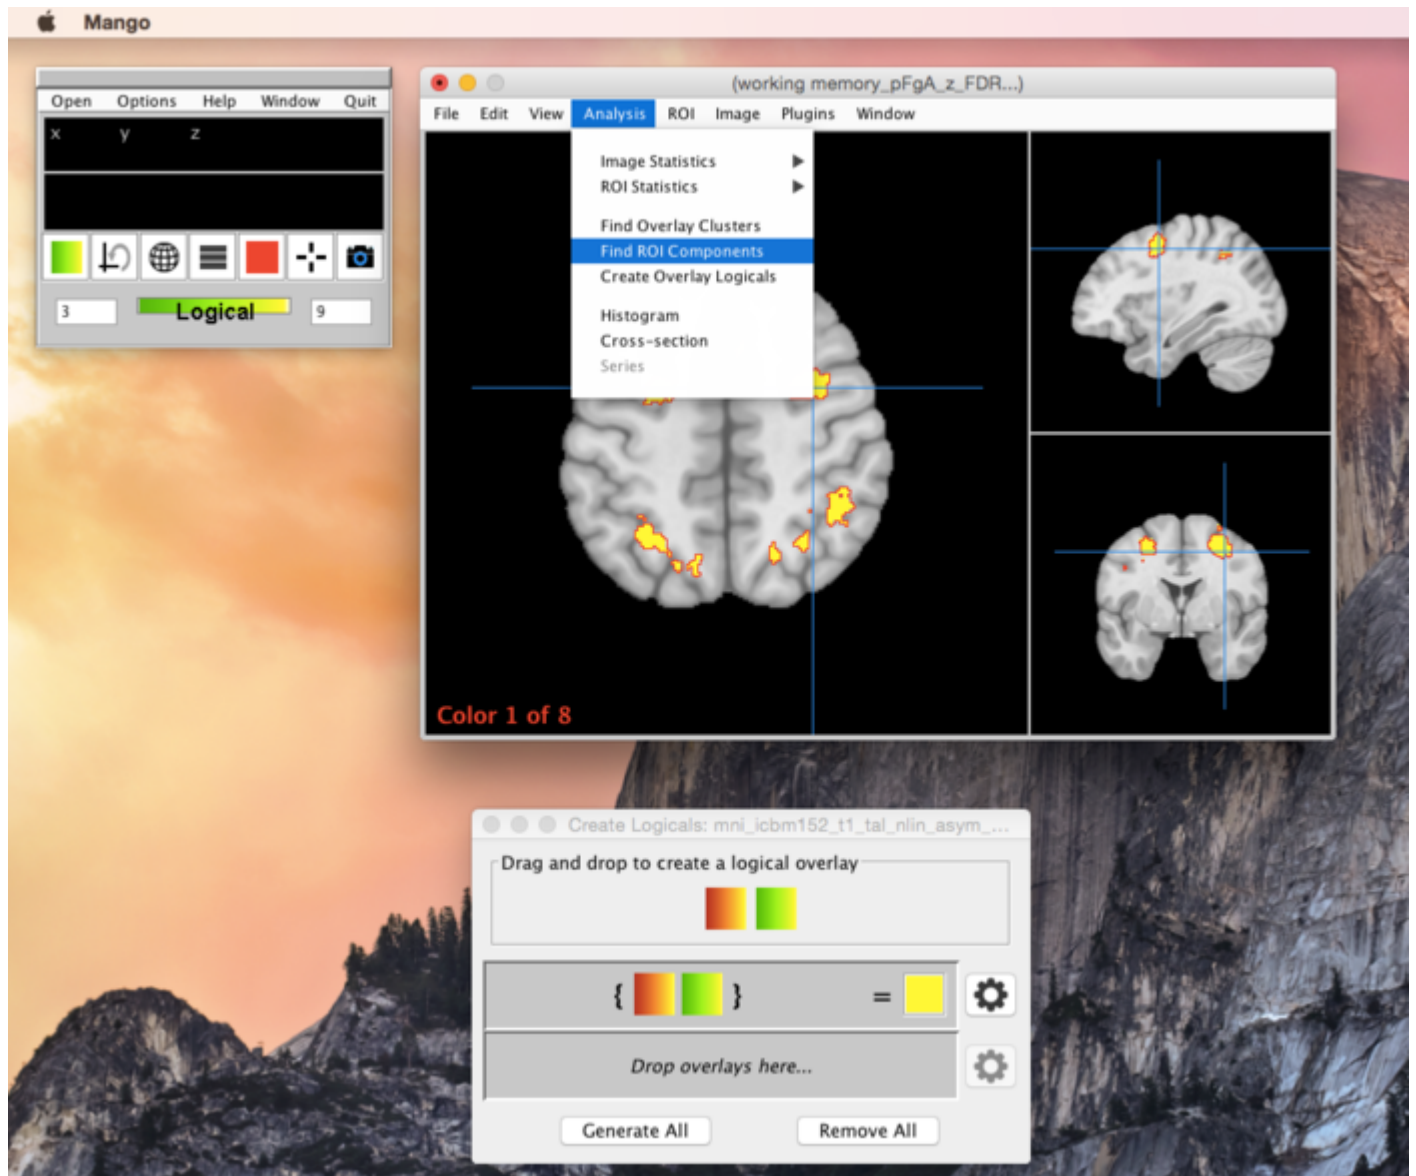 Mango
Open Options Help Window Quit
x y z
3 Logical 9
(working memory_pFgA_z_FDR...)
File Edit View Analysis ROI Image Plugins Window
Image Statistics
ROI Statistics
Find Overlay Clusters
Find ROI Components
Create Overlay Logicals
Histogram
Cross-section
Series
Color 1 of 8
Create Logicals: mni_icbm152_t1_tal_nlin_asym_...
Drag and drop to create a logical overlay
{ } =
Drop overlays here...
Generate All Remove All